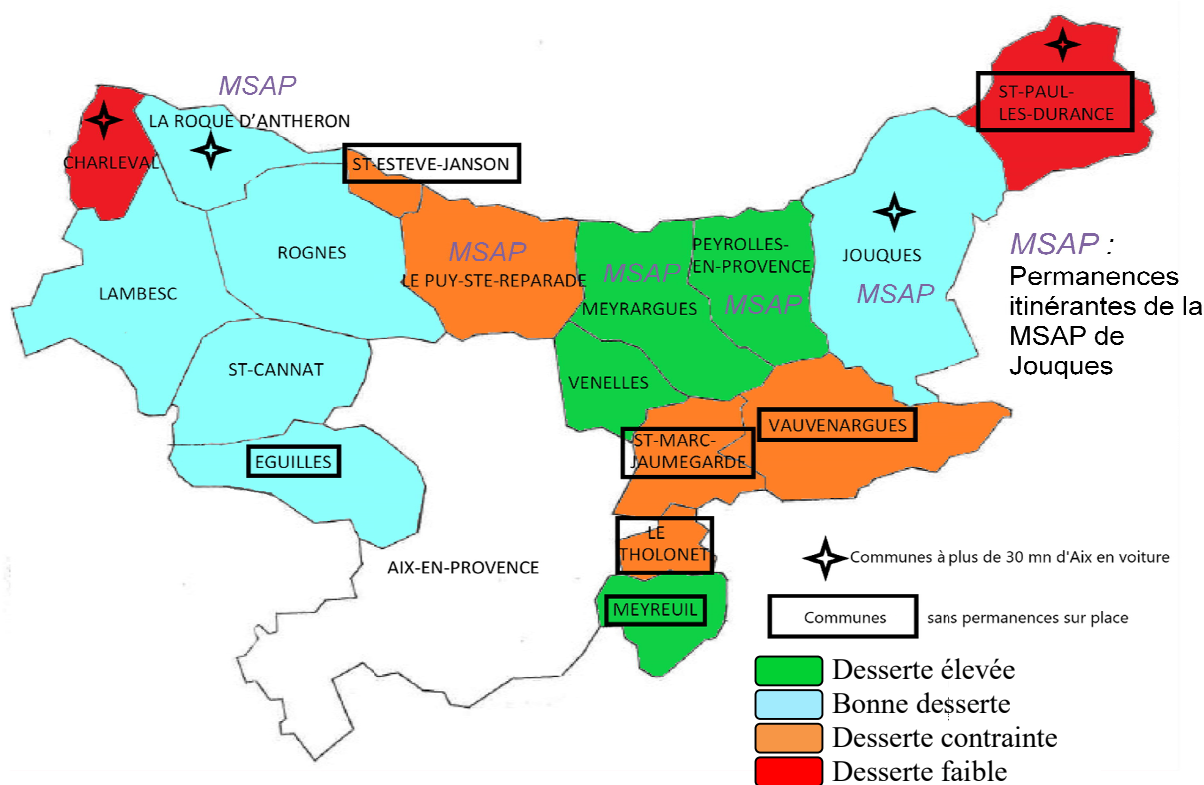 MSAP
LA ROQUE D'ANTHERON
CHARLEVAL
ST-ESTEVE-JANSON
ST-PAUL-
LES-DURANCE
ROGNES
LAMBESC
MSAP
LE PUY-STE-REPARADE
MSAP
MEYRARGUES
PEYROLLES-
EN-PROVENCE
MSAP
JOUQUES
MSAP
MSAP :
Permanences
itinérantes de la
MSAP de
Jouques
ST-CANNAT
VENELLES
EGUILLES
ST-MARC-
JAUMEGARDE
VAUVENARGUES
LE
THOLONET
AIX-EN-PROVENCE
MEYREUIL
Communes à plus de 30 mn d'Aix en voiture
Communes sans permanences sur place
Desserte élevée
Bonne desserte
Desserte contrainte
Desserte faible